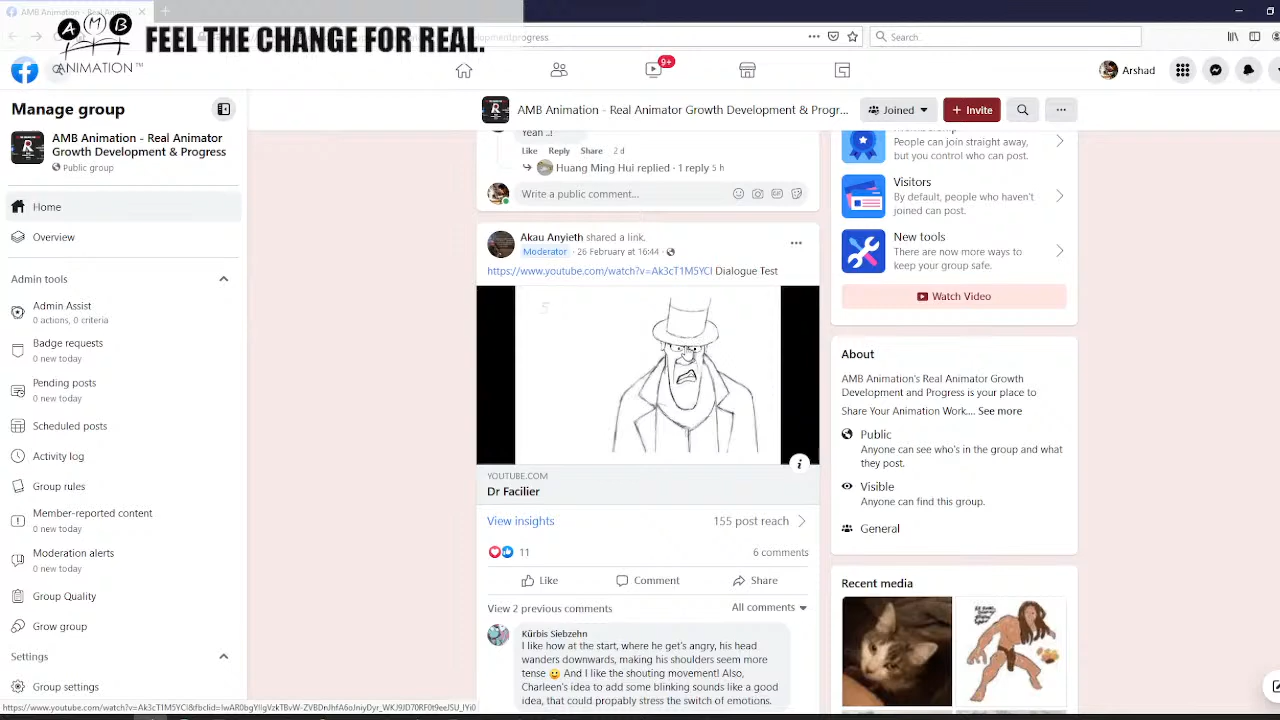 AMB Animation - Real Animator
AMB
ANIMATION™
FEEL THE CHANGE FOR REAL.
opmentprogress
Search
9+
Arshad
Manage group
AMB Animation - Real Animator
Growth Development & Progress
Public group
Home
Overview
Admin tools
Admin Assist
0 actions, 0 criteria
Badge requests
0 new today
Pending posts
0 new today
Scheduled posts
Activity log
Group rules
Member-reported content
0 new today
Moderation alerts
0 new today
Group Quality
Grow group
Settings
Group settings
AMB Animation - Real Animator Growth Development & Progr...
Joined
+ Invite
Yeah ..!
Like Reply Share 2 d
Huang Ming Hui replied · 1 reply 5 h
Write a public comment...
Akau Anyieth shared a link.
Moderator · 26 February at 16:44 ·
https://www.youtube.com/watch?v=Ak3cT1M5YCI Dialogue Test
5
YOUTUBE.COM
Dr Facilier
View insights
155 post reach
11
6 comments
Like
Comment
Share
View 2 previous comments
All comments
Kürbis Siebzehn
I like how at the start, where he get's angry, his head
wanders downwards, making his shoulders seem more
tense 🙂 And I like the shouting movement! Also,
Charleen's idea to add some blinking sounds like a good
idea, that could propably stress the switch of emotions.
People can join straight away,
but you control who can post.
Visitors
By default, people who haven't
joined can post.
New tools
There are now more ways to
keep your group safe.
Watch Video
About
AMB Animation's Real Animator Growth
Development and Progress is your place to
Share Your Animation Work.... See more
Public
Anyone can see who's in the group and what
they post.
Visible
Anyone can find this group.
General
Recent media